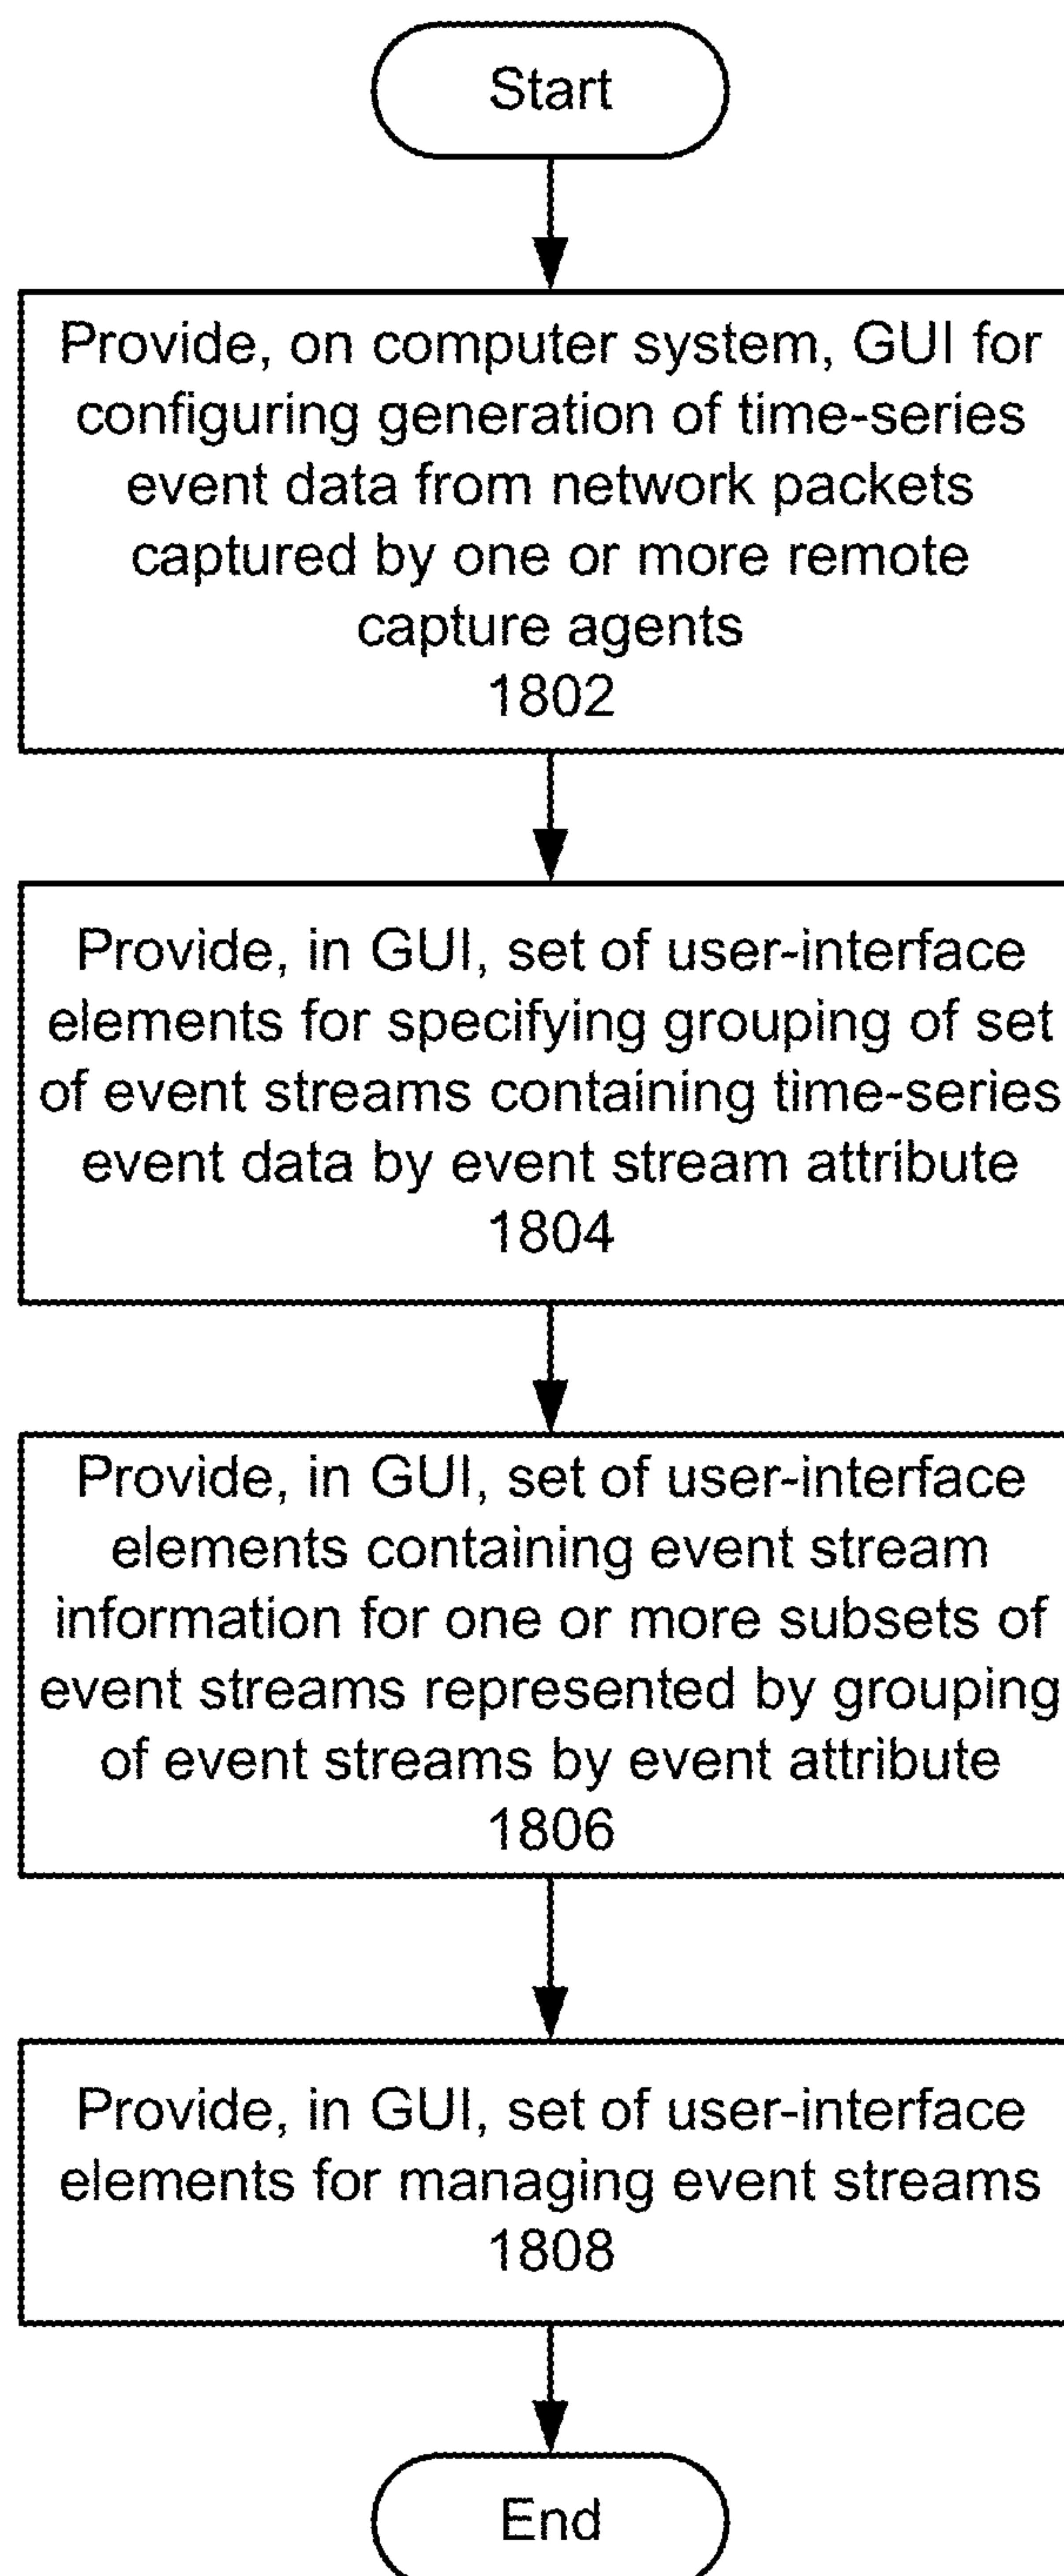 Start
Provide, on computer system, GUI for
configuring generation of time-series
event data from network packets
captured by one or more remote
capture agents
1802
Provide, in GUI, set of user-interface
elements for specifying grouping of set
of event streams containing time-series
event data by event stream attribute
1804
Provide, in GUI, set of user-interface
elements containing event stream
information for one or more subsets of
event streams represented by grouping
of event streams by event attribute
1806
Provide, in GUI, set of user-interface
elements for managing event streams
1808
End